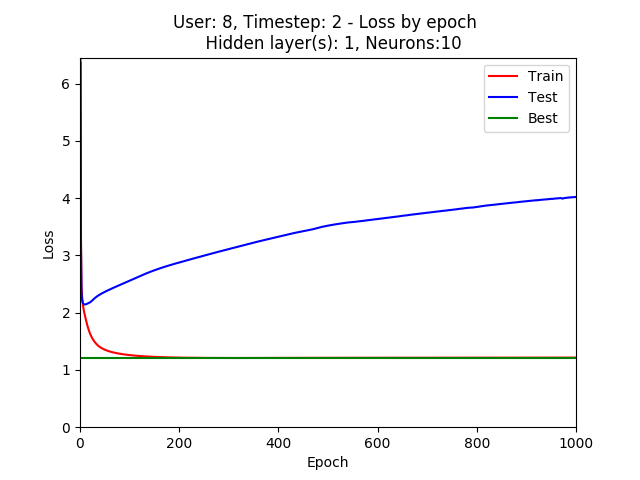 User: 8, Timestep: 2 - Loss by epoch
Hidden layer(s): 1, Neurons:10
Train
Test
Best
6
5
4
3
2
1
0
Loss
0 200 400 600 800 1000
Epoch